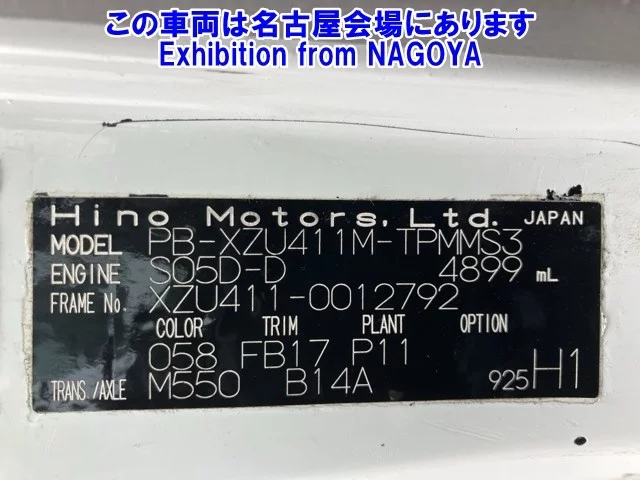 この車両は名古屋会場にあります
Exhibition from NAGOYA
Hino Motors, Ltd. JAPAN
MODEL PB-XZU411M-TPMMS3
ENGINE S05D-D 4899 mL
FRAME No. XZU411-0012792
COLOR TRIM PLANT OPTION
058 FB17 P11
TRANS/AXLE M550 B14A 925H1